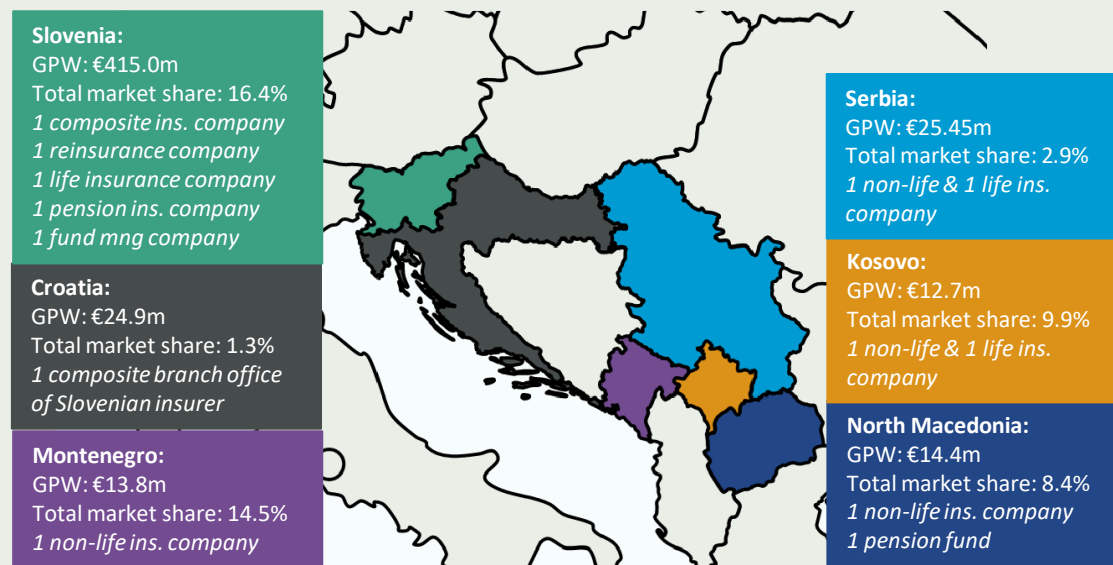 Slovenia:
GPW: €415.0m
Total market share: 16.4%
1 composite ins. company
1 reinsurance company
1 life insurance company
1 pension ins. company
1 fund mng company
Croatia:
GPW: €24.9m
Total market share: 1.3%
1 composite branch office
of Slovenian insurer
Montenegro:
GPW: €13.8m
Total market share: 14.5%
1 non-life ins. company
Serbia:
GPW: €25.45m
Total market share: 2.9%
1 non-life & 1 life ins.
company
Kosovo:
GPW: €12.7m
Total market share: 9.9%
1 non-life & 1 life ins.
company
North Macedonia:
GPW: €14.4m
Total market share: 8.4%
1 non-life ins. company
1 pension fund